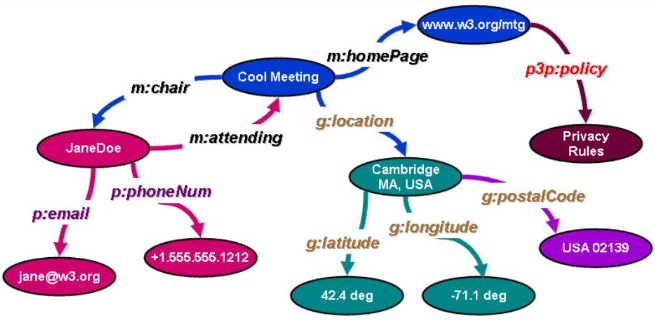 www.w3.org/mtg
m:homePage
Cool Meeting
p3p:policy
m:chair
g:location
m:attending
Privacy
Rules
JaneDoe
Cambridge
MA, USA
p:phoneNum
g:postalCode
p:email
g:latitude
g:longitude
USA 02139
+1.555.555.1212
jane@w3.org
42.4 deg
-71.1 deg